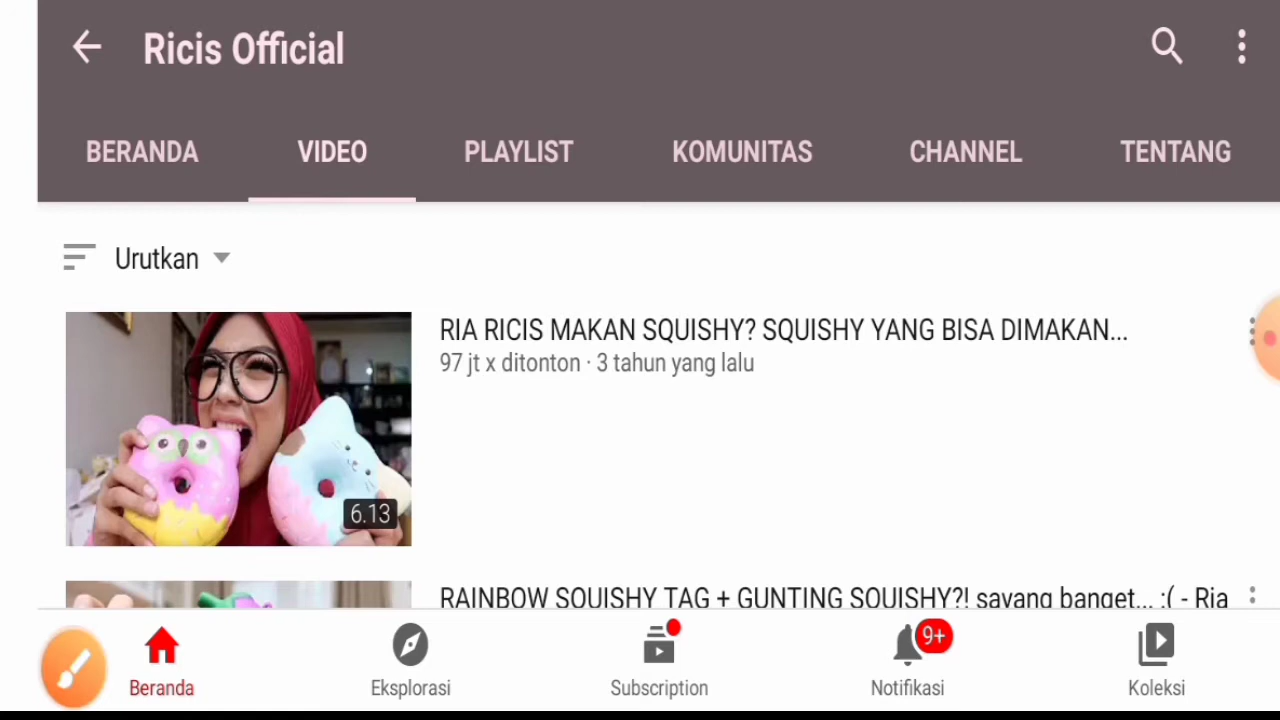 Ricis Official
BERANDA VIDEO PLAYLIST KOMUNITAS CHANNEL TENTANG
Urutkan
RIA RICIS MAKAN SQUISHY? SQUISHY YANG BISA DIMAKAN...
97 jt x ditonton · 3 tahun yang lalu
6.13
RAINBOW SQUISHY TAG + GUNTING SQUISHY?! sayang banget... :( - Ria
9+
Beranda Eksplorasi Subscription Notifikasi Koleksi